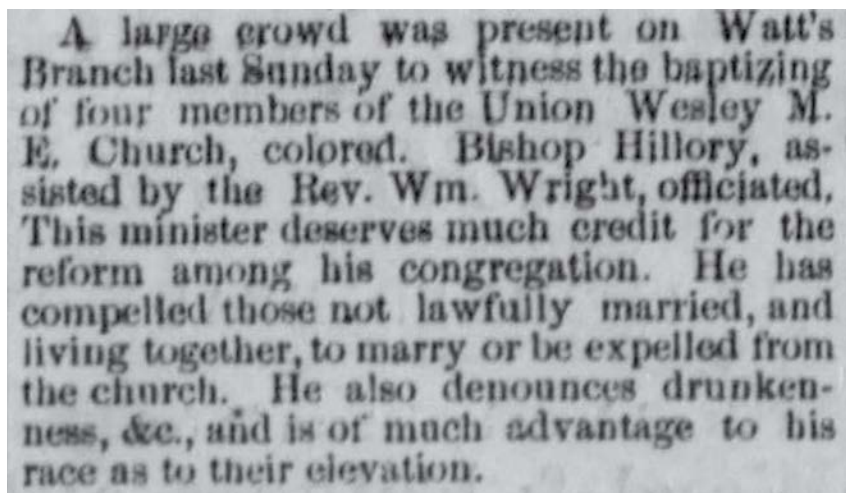 A large crowd was present on Watt's
Branch last Sunday to witness the baptizing
of four members of the Union Wesley M.
E. Church, colored. Bishop Hillory, as-
sisted by the Rev. Wm. Wright, officiated.
This minister deserves much credit for the
reform among his congregation. He has
compelled those not lawfully married, and
living together, to marry or be expelled from
the church. He also denounces drunken-
ness, &c., and is of much advantage to his
race as to their elevation.